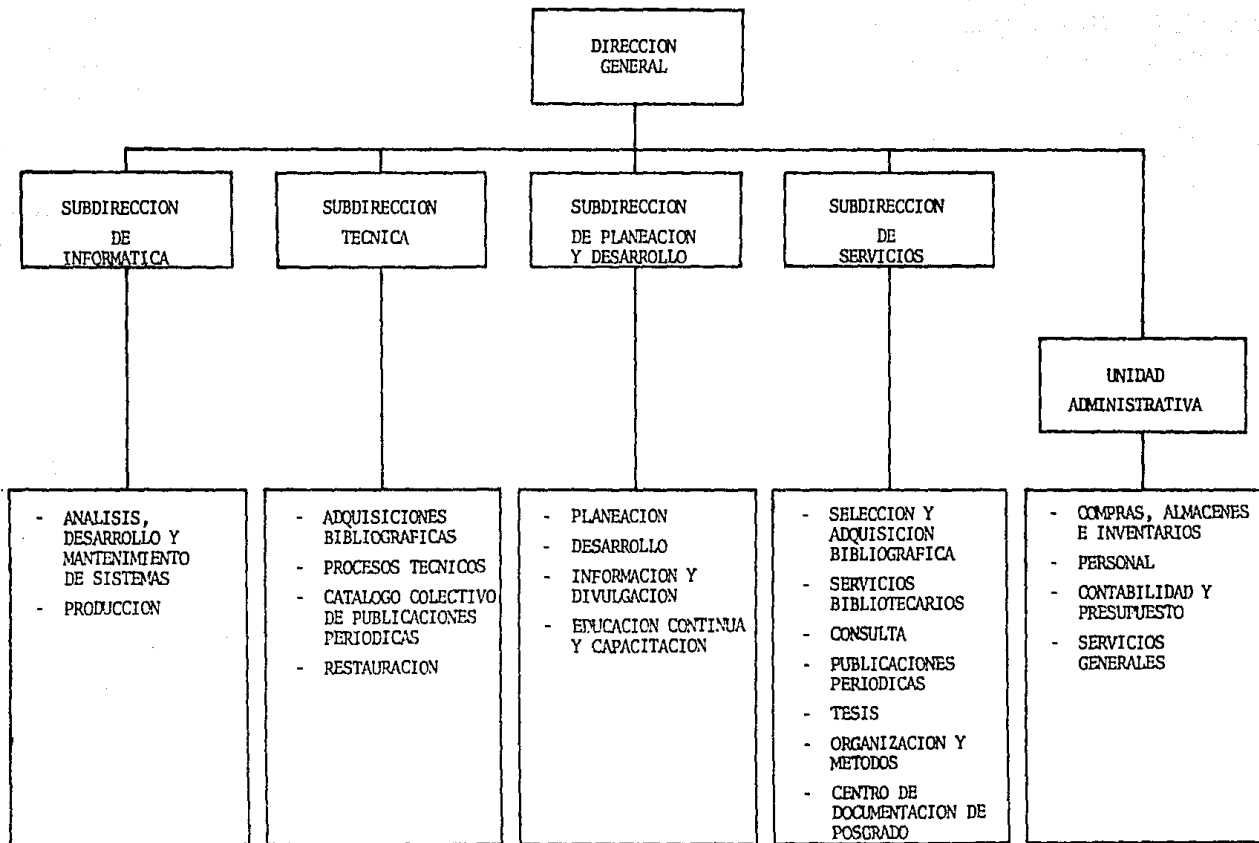 DIRECCION
GENERAL
SUBDIRECCION
DE
INFORMATICA
SUBDIRECCION
TECNICA
SUBDIRECCION
DE PLANEACION
Y DESARROLLO
SUBDIRECCION
DE
SERVICIOS
UNIDAD
ADMINISTRATIVA
- ANALISIS,
DESARROLLO Y
MANTENIMIENTO
DE SISTEMAS
- PRODUCCION
- ADQUISICIONES
BIBLIOGRAFICAS
- PROCESOS TECNICOS
- CATALOGO COLECTIVO
DE PUBLICACIONES
PERIODICAS
- RESTAURACION
- PLANEACION
- DESARROLLO
- INFORMACION Y
DIVULGACION
- EDUCACION CONTINUA
Y CAPACITACION
- SELECCION Y
ADQUISICION
BIBLIOGRAFICA
- SERVICIOS
BIBLIOTECARIOS
- CONSULTA
- PUBLICACIONES
PERIODICAS
- TESIS
- ORGANIZACION Y
METODOS
- CENTRO DE
DOCUMENTACION DE
POSGRADO
- COMPRAS, ALMACENES
E INVENTARIOS
- PERSONAL
- CONTABILIDAD Y
PRESUPUESTO
- SERVICIOS
GENERALES